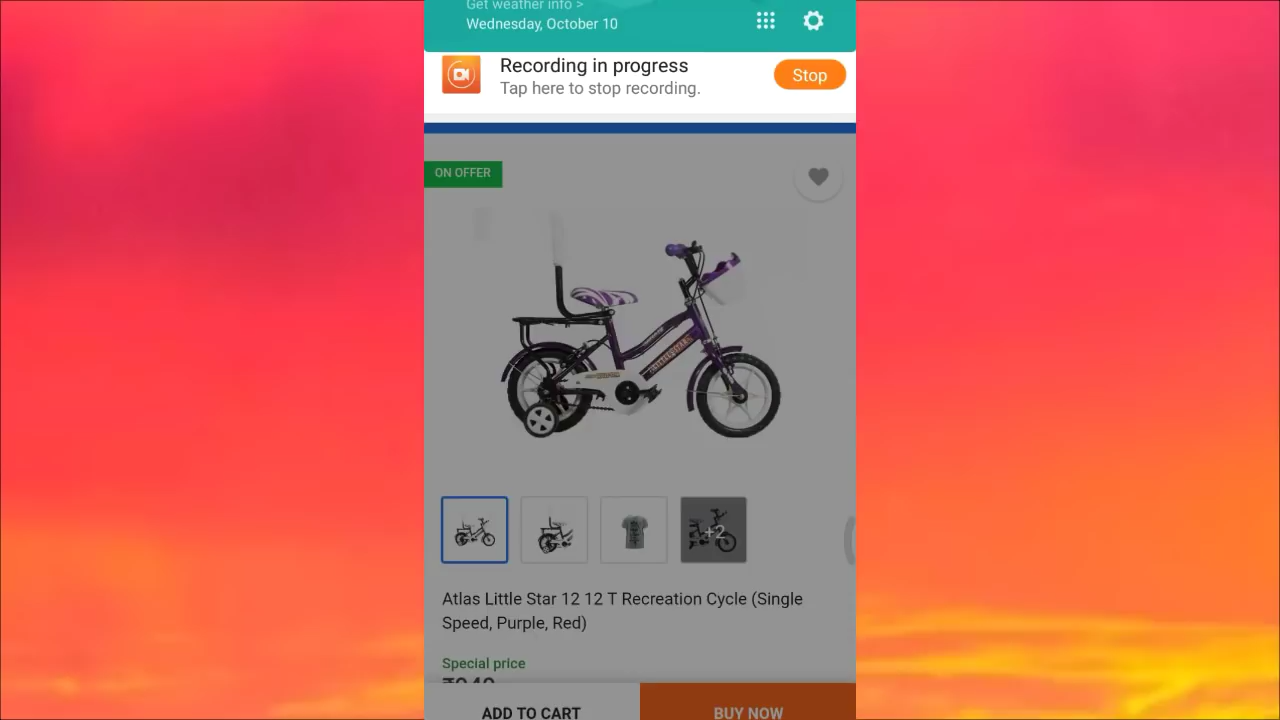 Get weather info >
Wednesday, October 10
Recording in progress
Tap here to stop recording.
Stop
ON OFFER
+2
Atlas Little Star 12 12 T Recreation Cycle (Single
Speed, Purple, Red)
Special price
ADD TO CART
BUY NOW